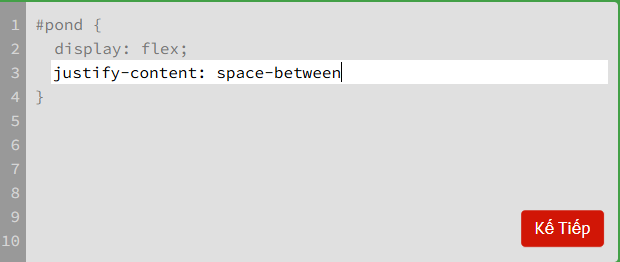 1 #pond {
2 display: flex;
3 justify-content: space-between
4 }
5
6
7
8
9
10
Kế Tiếp